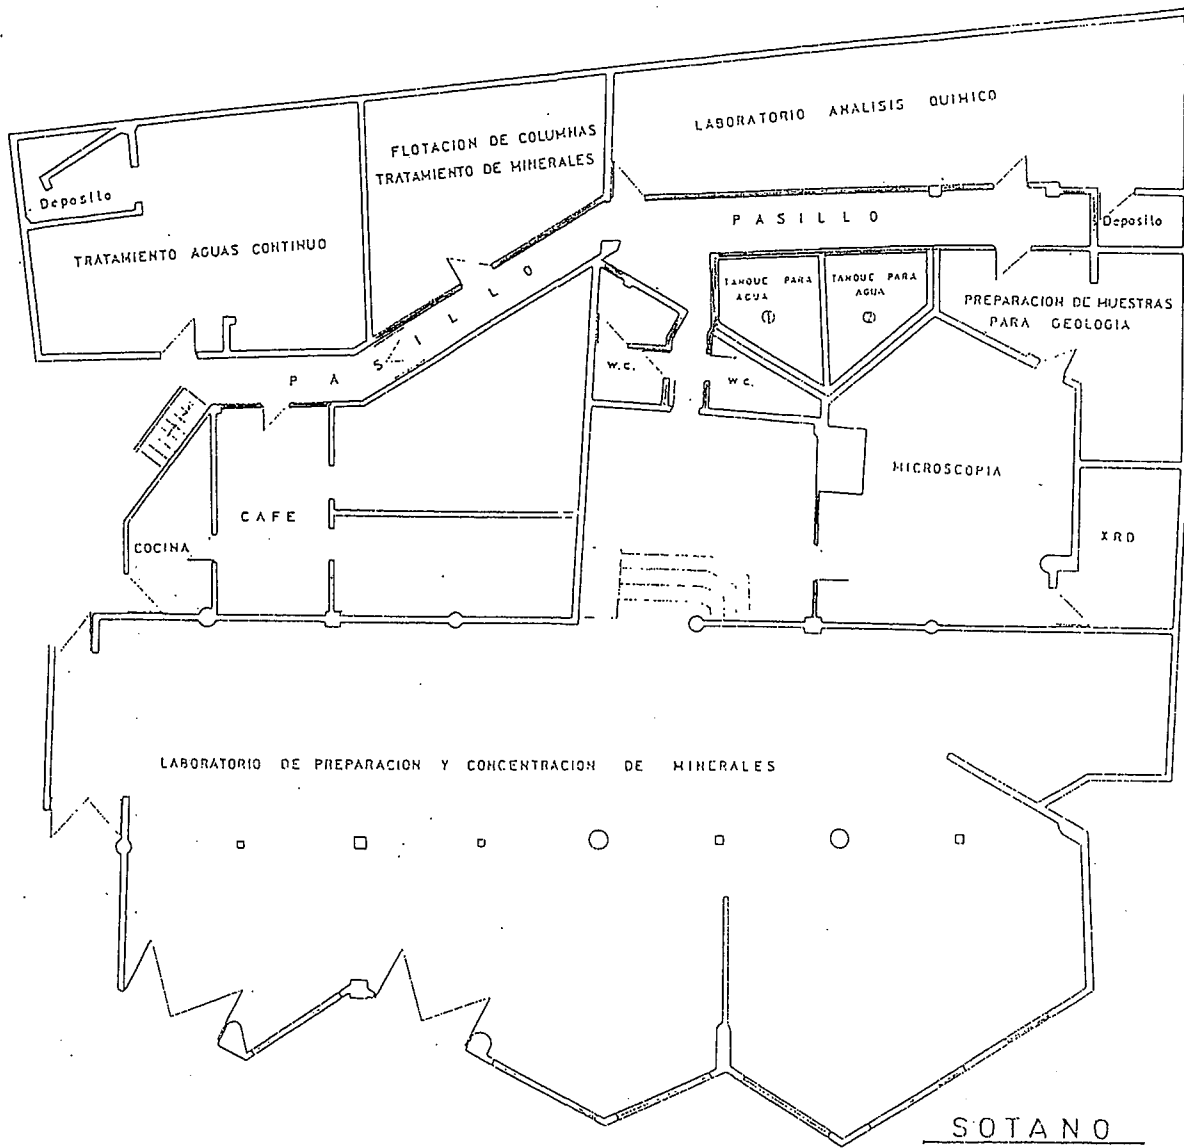 LABORATORIO ANALISIS QUIMICO
FLOTACION DE COLUMNAS
TRATAMIENTO DE MINERALES
Deposito
PASILLO
Deposito
TRATAMIENTO AGUAS CONTINUO
TANQUE PARA
AGUA
1
TANQUE PARA
AGUA
2
PREPARACION DE MUESTRAS
PARA GEOLOGIA
PASILLO
W.C.
W.C.
MICROSCOPIA
CAFE
COCINA
XRD
LABORATORIO DE PREPARACION Y CONCENTRACION DE MINERALES
SOTANO